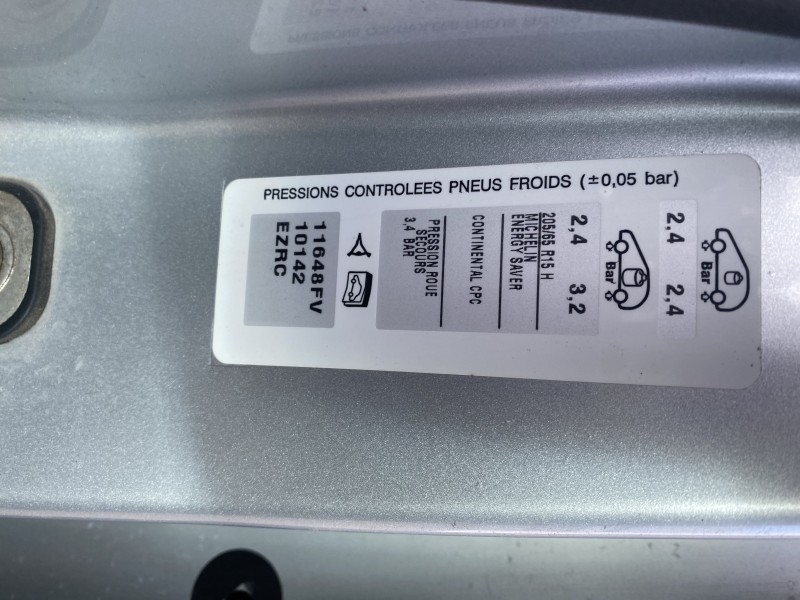 PRESSIONS CONTROLEES PNEUS FROIDS (±0,05 bar)
Bar
2,4 2,4
Bar
2,4 3,2
205/65 R15 H
MICHELIN
ENERGY SAVER
CONTINENTAL CPC
PRESSION ROUE
SECOURS
3,4 BAR
11648FV
10142
EZRC